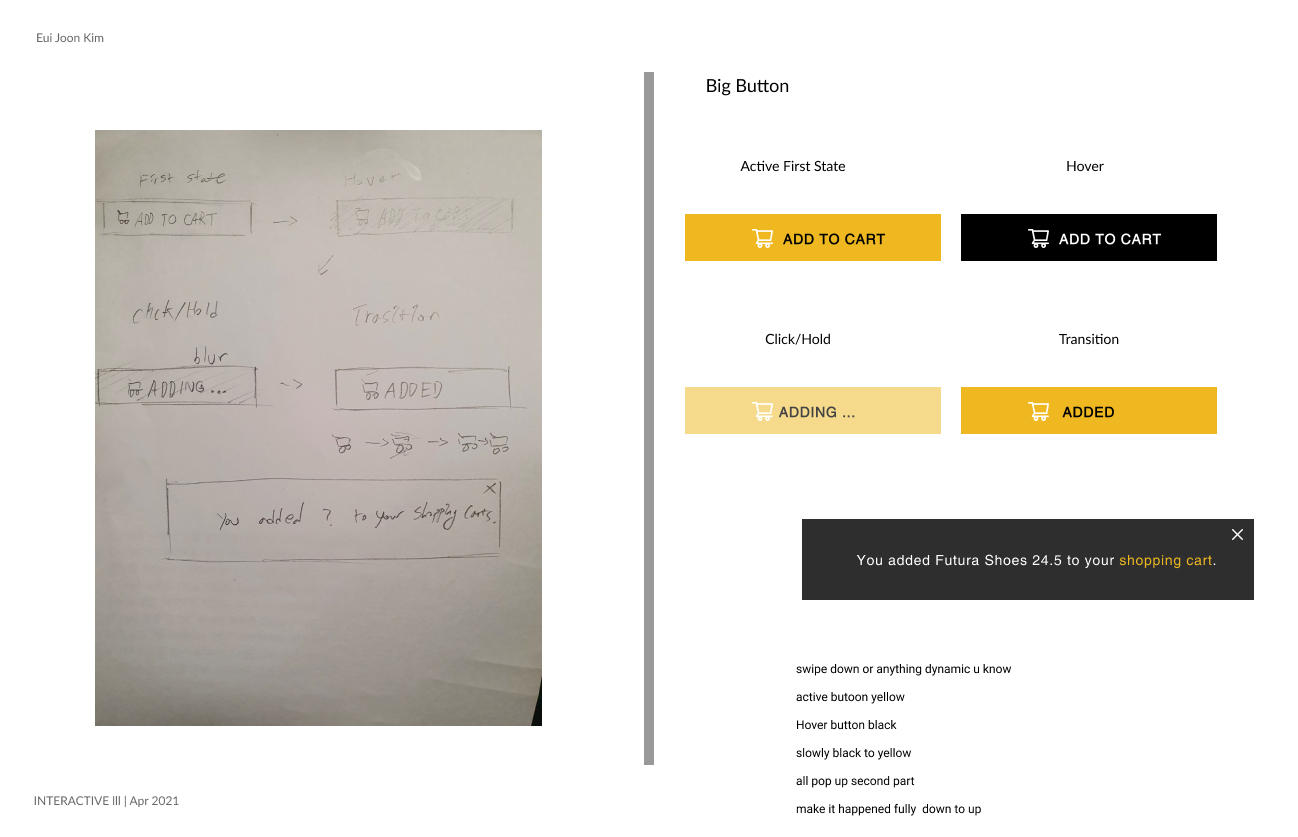 Eui Joon Kim
First state
Hover
ADD TO CART
ADD TO CART
Click/Hold
Trasition
blur
ADDING...
ADDED
X
You added ? to your Shopping Carts.
Big Button
Active First State
Hover
ADD TO CART
ADD TO CART
Click/Hold
Transition
ADDING ...
ADDED
You added Futura Shoes 24.5 to your shopping cart.
swipe down or anything dynamic u know
active butoon yellow
Hover button black
slowly black to yellow
all pop up second part
make it happened fully down to up
INTERACTIVE III | Apr 2021